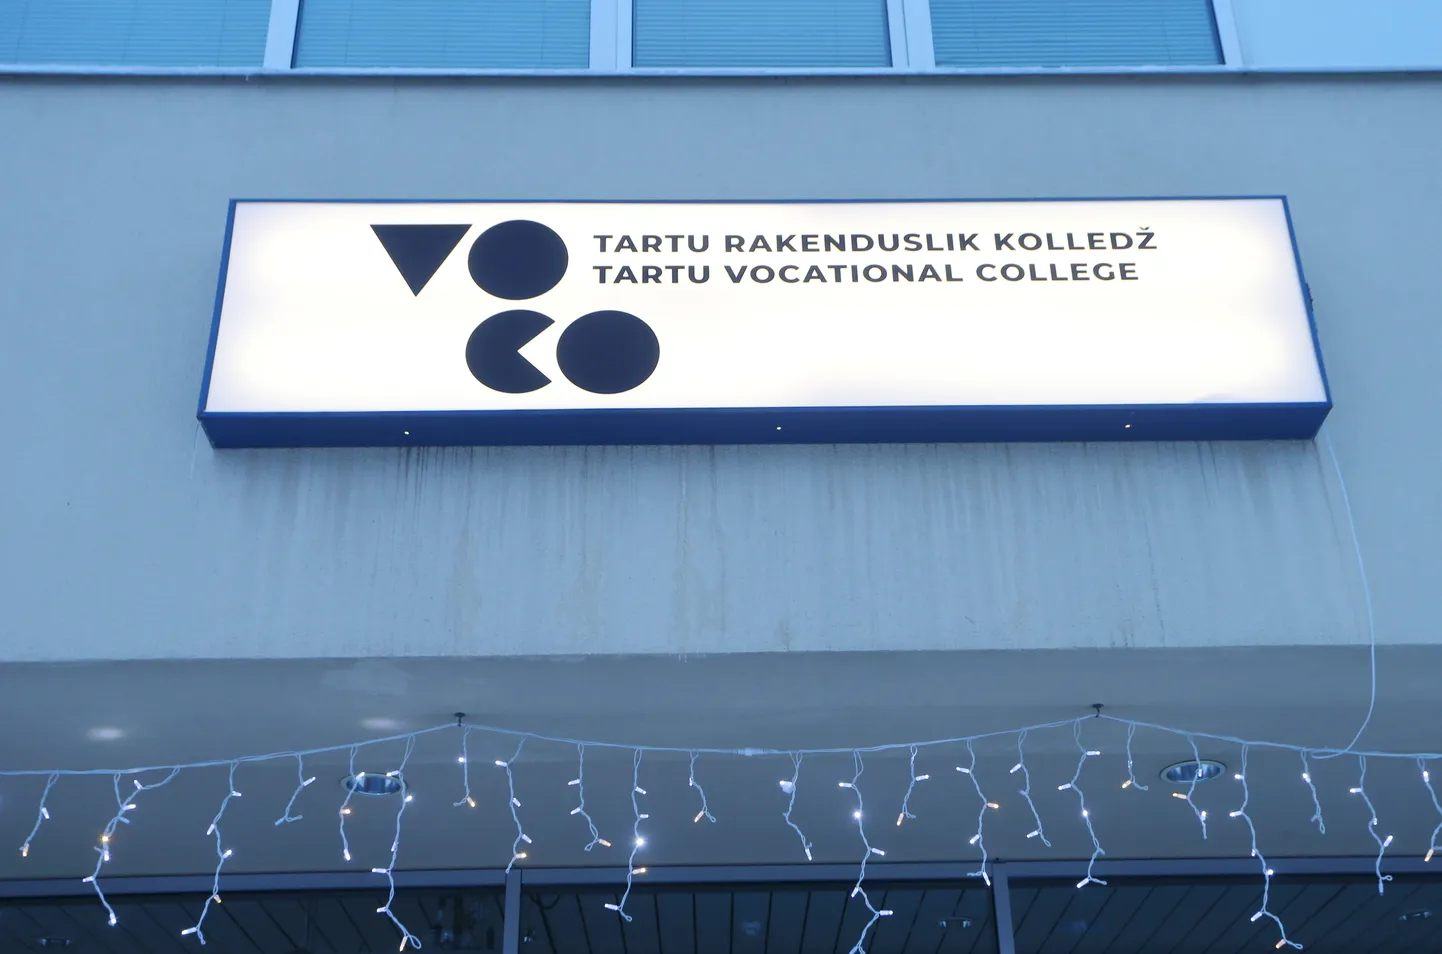 VO
CO
TARTU RAKENDUSLIK KOLLEDŽ
TARTU VOCATIONAL COLLEGE